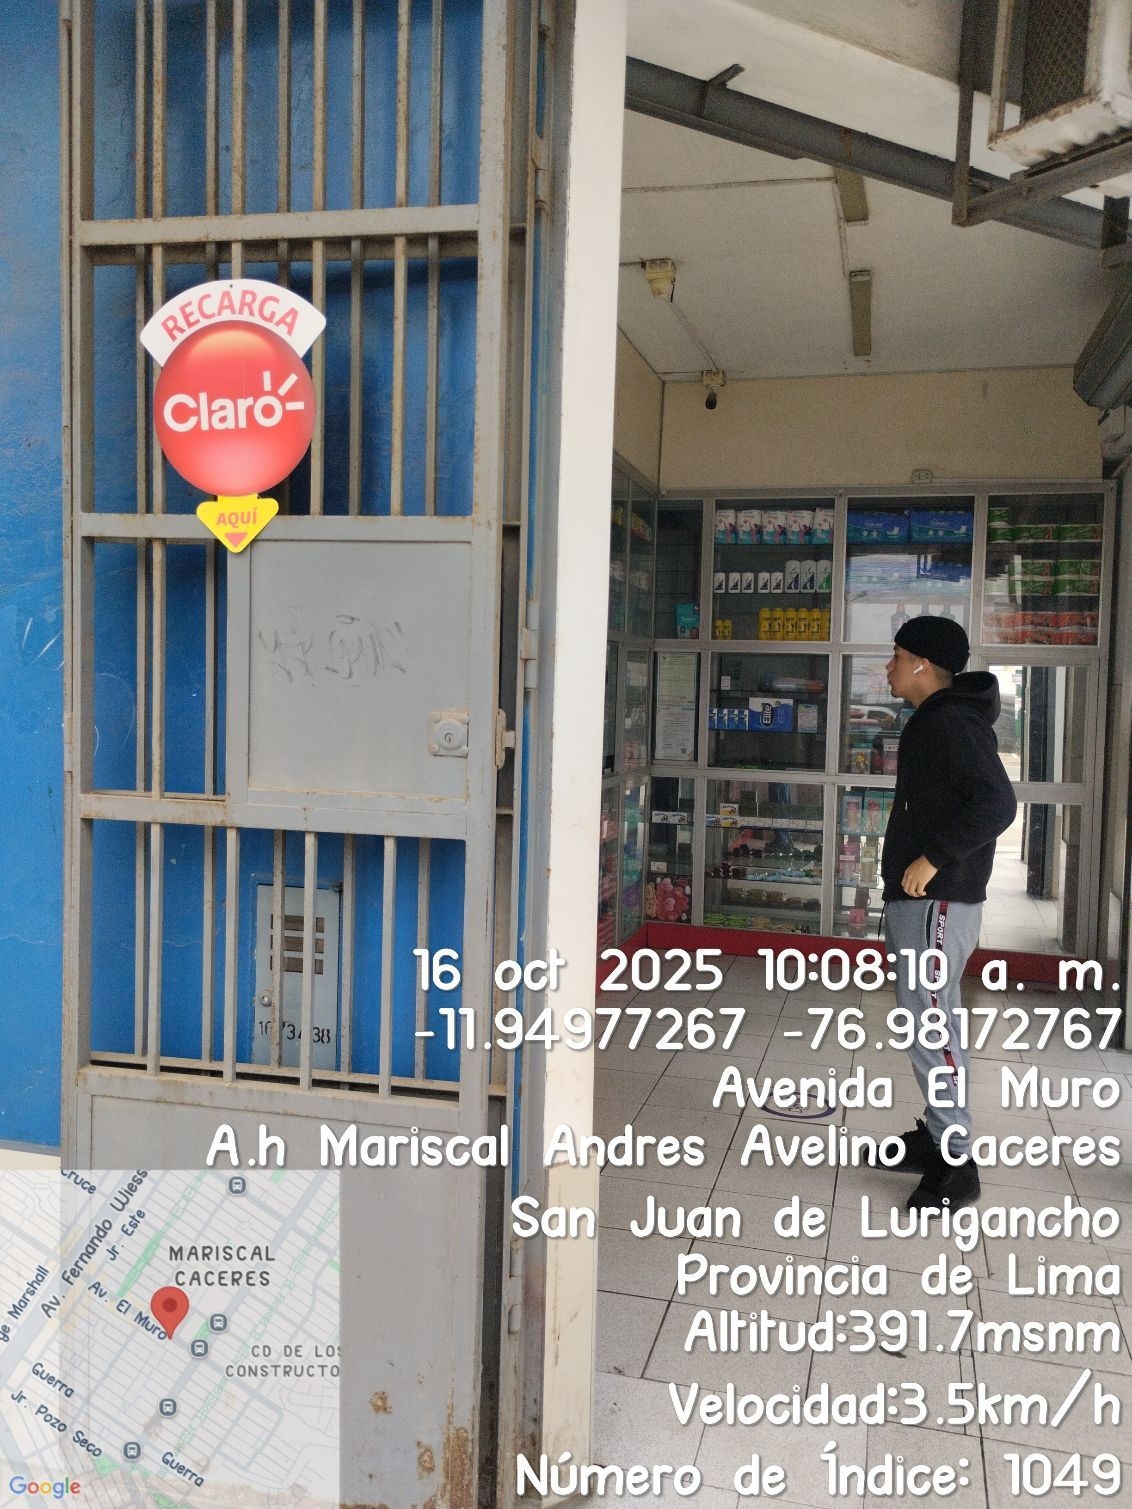 RECARGA
Claro
AQUÍ
Elite
SPORT
16 oct 2025 10:08:10 a. m.
-11.94977267 -76.98172767
Avenida El Muro
A.h Mariscal Andres Avelino Caceres
San Juan de Lurigancho
Provincia de Lima
Altitud:391.7msnm
Velocidad:3.5km/h
Número de Índice: 1049
Av. Fernando Wiess
Jr. Este
MARISCAL
CACERES
Av. El Muro
CD DE LOS
CONSTRUCTO
Guerra
Jr. Pozo Seco
Guerra
Google